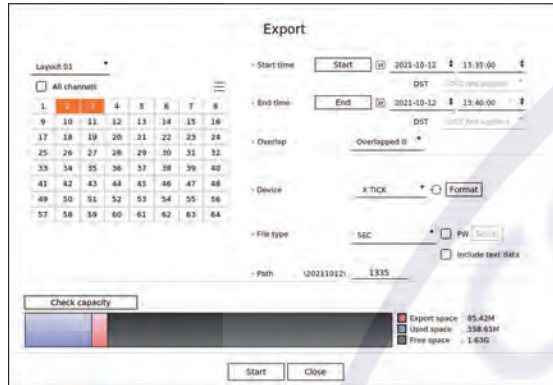 Export
Layout 01
All channels
1 2 3 4 5 6 7 8
9 10 11 12 13 14 15 16
17 18 19 20 21 22 23 24
25 26 27 28 29 30 31 32
33 34 35 36 37 38 39 40
41 42 43 44 45 46 47 48
49 50 51 52 53 54 55 56
57 58 59 60 61 62 63 64
Start time Start 2021-10-12 13:35:00
DST
End time End 2021-10-12 13:40:00
DST
Overlap Overlapped 0
Device X:TICK Format
File type SEC PW
Include text data
Path \20211012\ 1335
Check capacity
Export space : 85.42M
Used space : 358.61M
Free space : 1.63G
Start Close